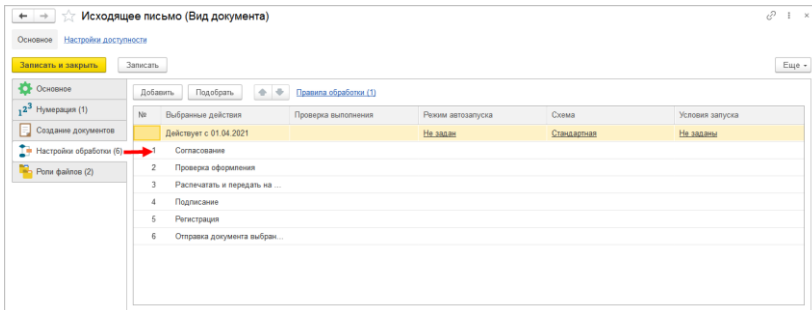 Исходящее письмо (Вид документа)
Основное Настройки доступности
Записать и закрыть Записать Еще
Основное
Нумерация (1)
Создание документов
Настройки обработки (6)
Роли файлов (2)
Добавить Подобрать Правила обработки (1)
№ Выбранные действия Проверка выполнения Режим автозапуска Схема Условия запуска
Действует с 01.04.2021 Не задан Стандартная Не заданы
1 Согласование
2 Проверка оформления
3 Распечатать и передать на ...
4 Подписание
5 Регистрация
6 Отправка документа выбран...